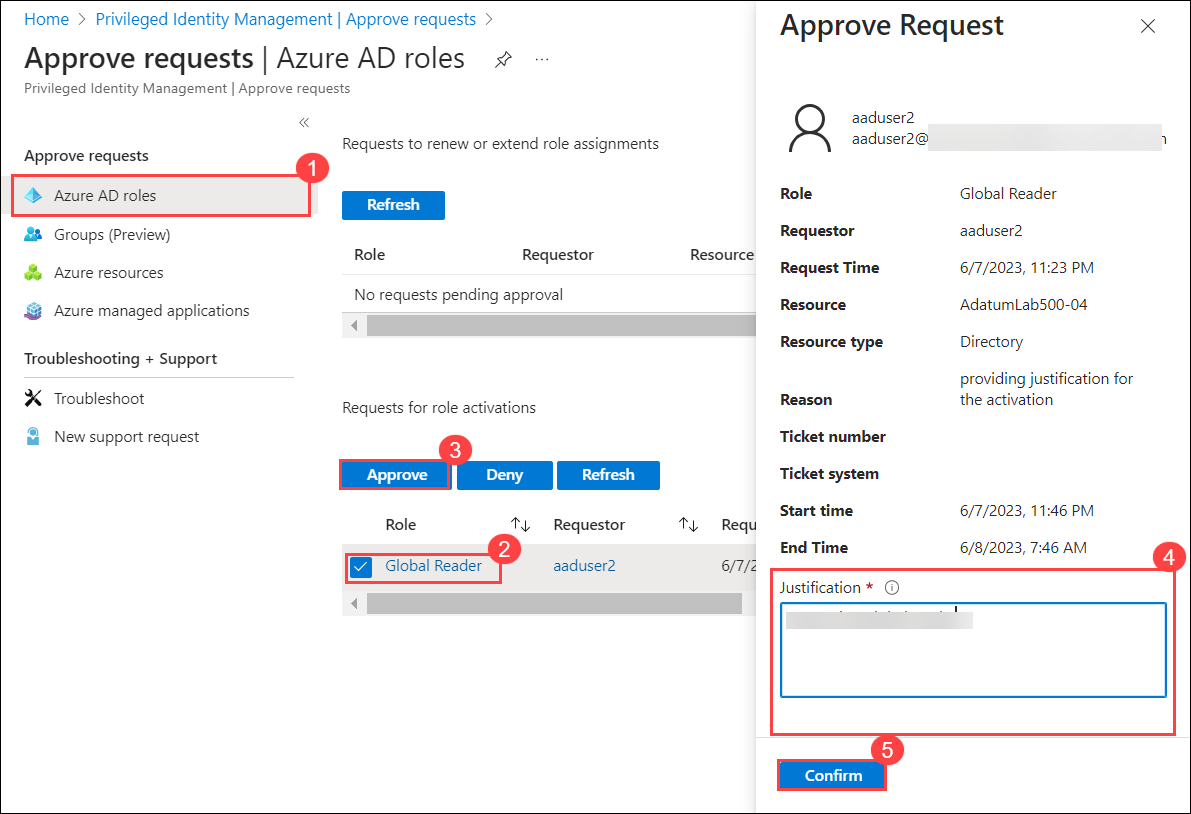 Home > Privileged Identity Management | Approve requests >
Approve requests | Azure AD roles ...
Privileged Identity Management | Approve requests
«
Approve requests
1
Azure AD roles
Groups (Preview)
Azure resources
Azure managed applications
Troubleshooting + Support
Troubleshoot
New support request
Requests to renew or extend role assignments
Refresh
Role Requestor Resource
No requests pending approval
Requests for role activations
3
Approve Deny Refresh
Role Requestor Requ
2
Global Reader aaduser2 6/7/2
Approve Request
aaduser2
aaduser2@
Role Global Reader
Requestor aaduser2
Request Time 6/7/2023, 11:23 PM
Resource AdatumLab500-04
Resource type Directory
providing justification for
Reason the activation
Ticket number
Ticket system
Start time 6/7/2023, 11:46 PM
End Time 6/8/2023, 7:46 AM
4
Justification *
5
Confirm